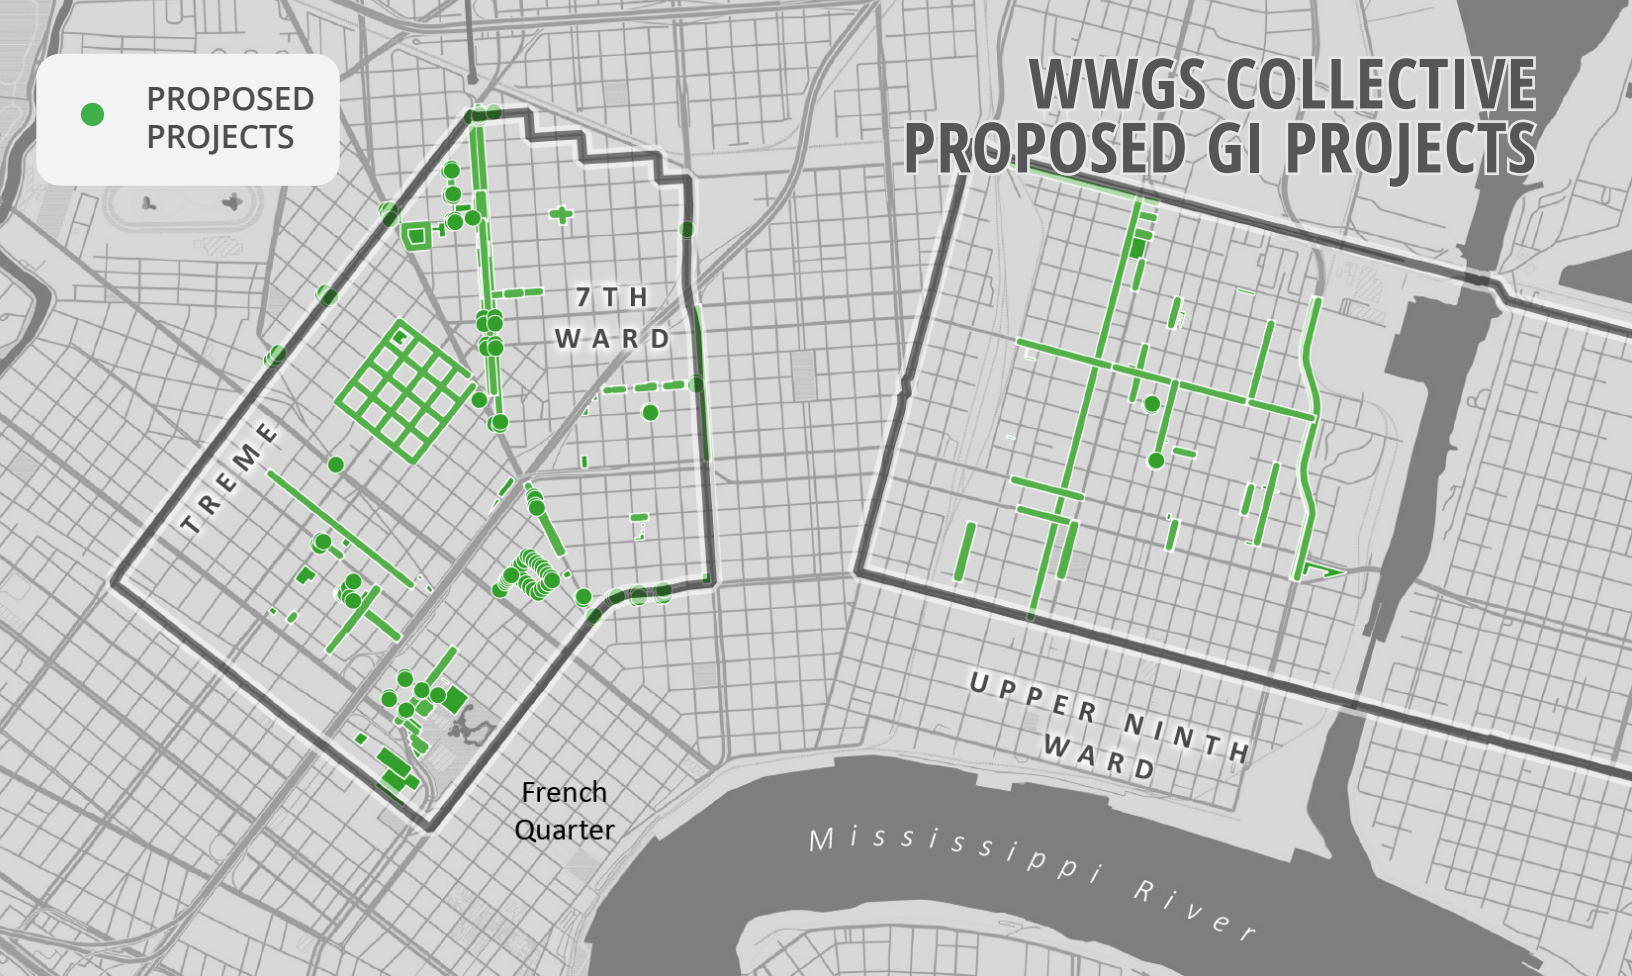 PROPOSED
PROJECTS
WWGS COLLECTIVE
PROPOSED GI PROJECTS
7TH
WARD
TREME
UPPER NINTH
WARD
French
Quarter
Mississippi River